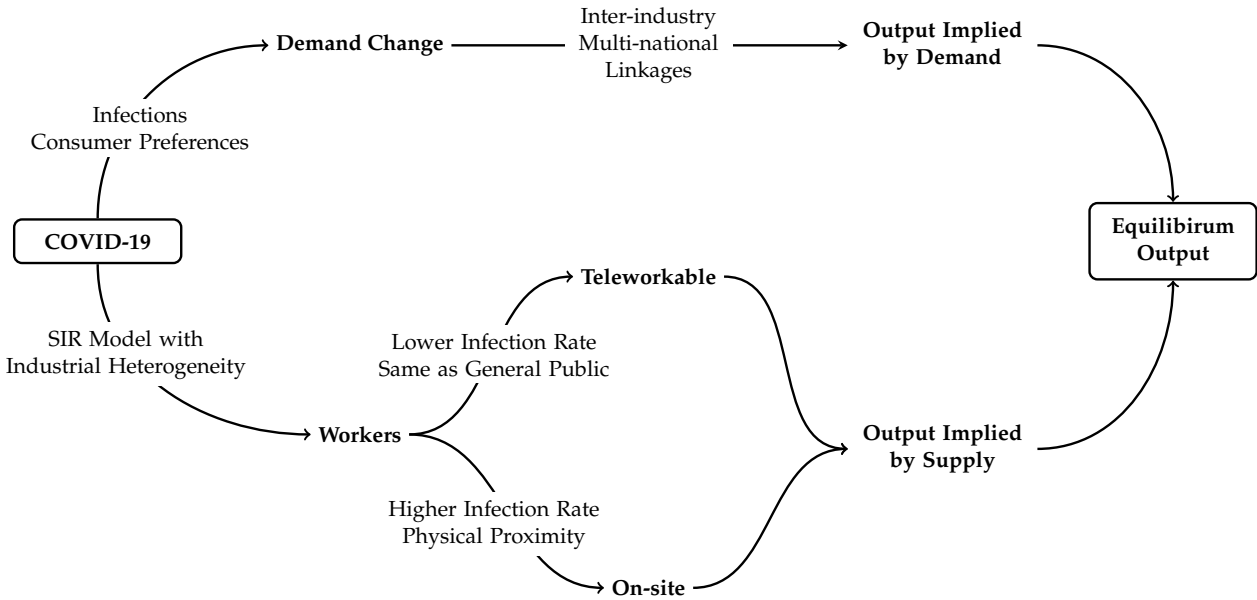 Demand Change
Inter-industry
Multi-national
Linkages
Output Implied
by Demand
Infections
Consumer Preferences
COVID-19
Equilibirum
Output
SIR Model with
Industrial Heterogeneity
Teleworkable
Lower Infection Rate
Same as General Public
Workers
Output Implied
by Supply
Higher Infection Rate
Physical Proximity
On-site